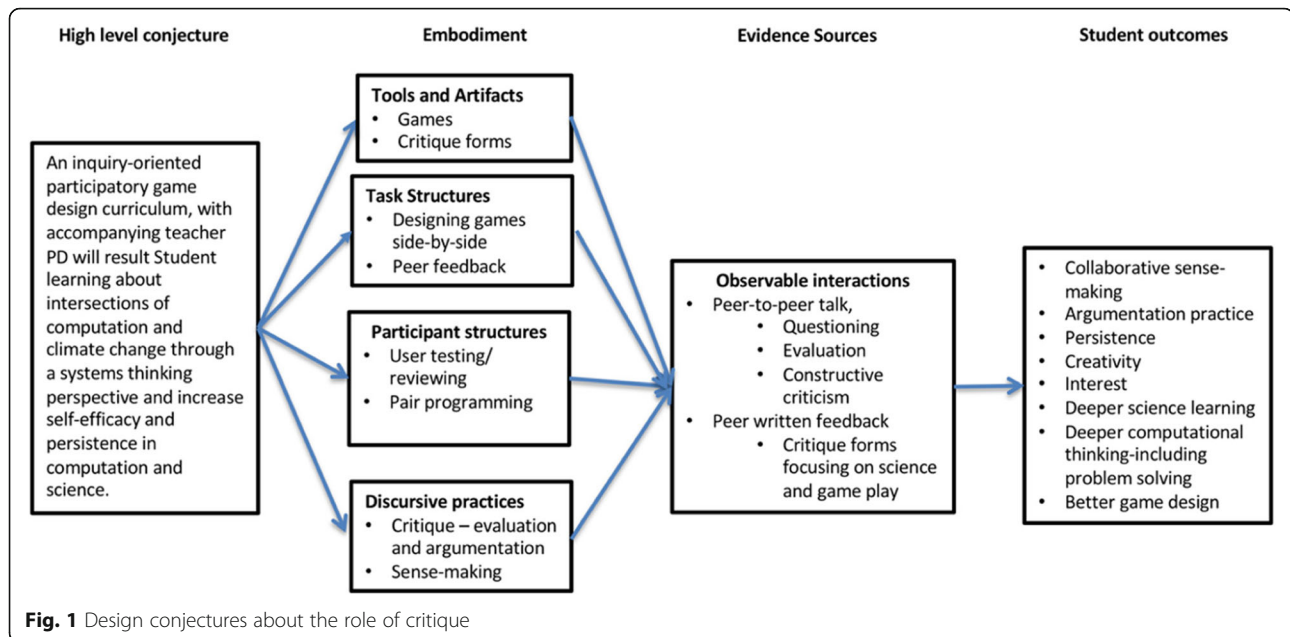 High level conjecture
Embodiment
Evidence Sources
Student outcomes
An inquiry-oriented
participatory game
design curriculum, with
accompanying teacher
PD will result Student
learning about
intersections of
computation and
climate change through
a systems thinking
perspective and increase
self-efficacy and
persistence in
computation and
science.
Tools and Artifacts
• Games
• Critique forms
Task Structures
• Designing games
side-by-side
• Peer feedback
Participant structures
• User testing/
reviewing
• Pair programming
Discursive practices
• Critique – evaluation
and argumentation
• Sense-making
Observable interactions
• Peer-to-peer talk,
• Questioning
• Evaluation
• Constructive
criticism
• Peer written feedback
• Critique forms
focusing on science
and game play
• Collaborative sense-
making
• Argumentation practice
• Persistence
• Creativity
• Interest
• Deeper science learning
• Deeper computational
thinking-including
problem solving
• Better game design
Fig. 1 Design conjectures about the role of critique